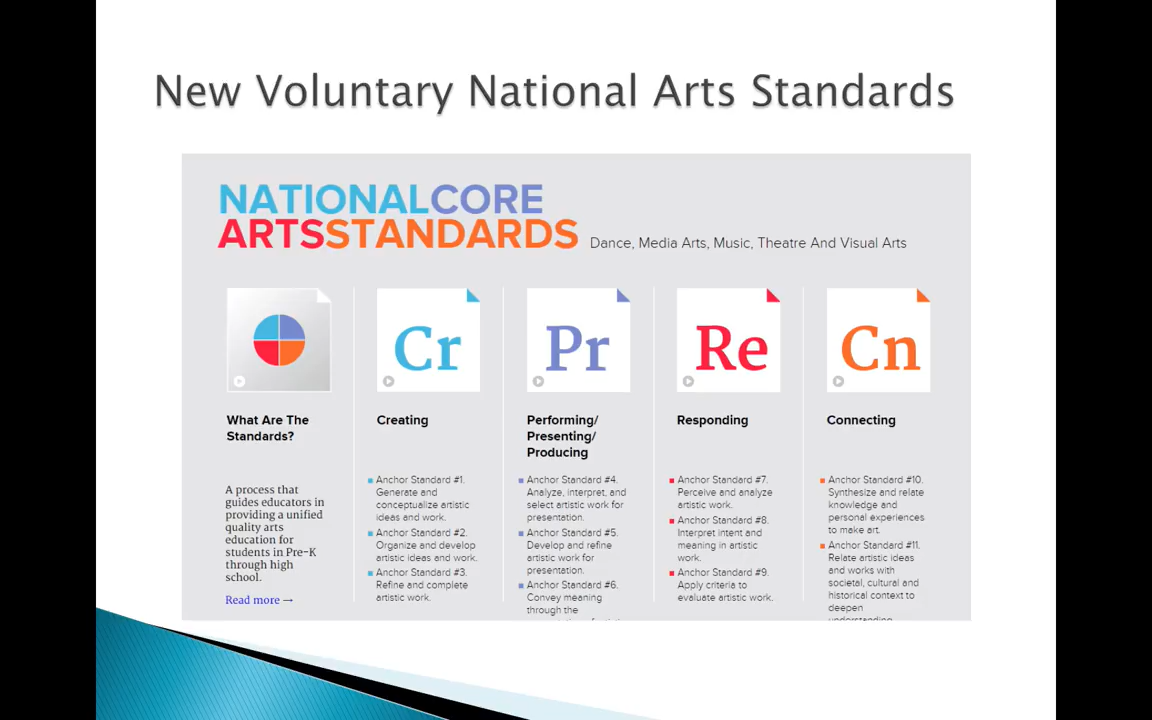 New Voluntary National Arts Standards
NATIONALCORE
ARTSSTANDARDS
Dance, Media Arts, Music, Theatre And Visual Arts
What Are The
Standards?
A process that
guides educators in
providing a unified
quality arts
education for
students in Pre-K
through high
school.
Read more →
Cr
Creating
Anchor Standard #1.
Generate and
conceptualize artistic
ideas and work.
Anchor Standard #2.
Organize and develop
artistic ideas and work.
Anchor Standard #3.
Refine and complete
artistic work.
Pr
Performing/
Presenting/
Producing
Anchor Standard #4.
Analyze, interpret, and
select artistic work for
presentation.
Anchor Standard #5.
Develop and refine
artistic work for
presentation.
Anchor Standard #6.
Convey meaning
through the
Re
Responding
Anchor Standard #7.
Perceive and analyze
artistic work.
Anchor Standard #8.
Interpret intent and
meaning in artistic
work.
Anchor Standard #9.
Apply criteria to
evaluate artistic work.
Cn
Connecting
Anchor Standard #10.
Synthesize and relate
knowledge and
personal experiences
to make art.
Anchor Standard #11.
Relate artistic ideas
and works with
societal, cultural and
historical context to
deepen